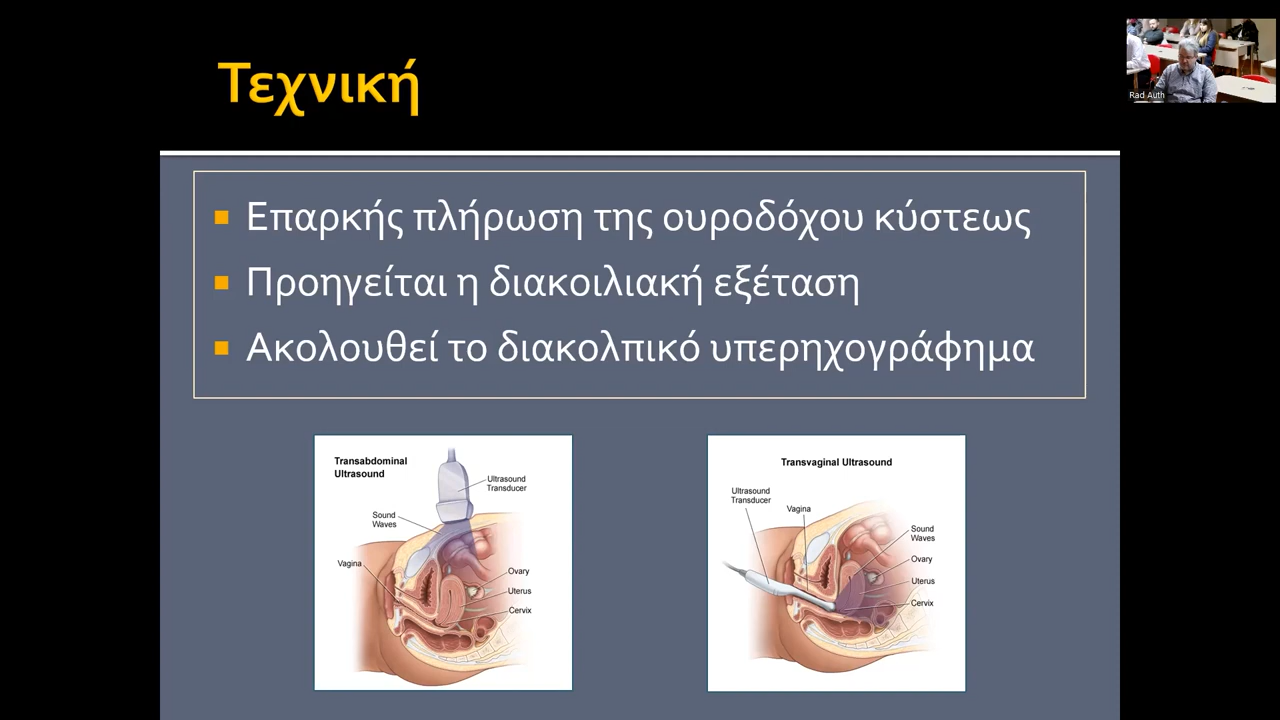 Τεχνική
Rad Auth
Επαρκής πλήρωση της ουροδόχου κύστεως
Προηγείται η διακοιλιακή εξέταση
Ακολουθεί το διακολπικό υπερηχογράφημα
Transabdominal
Ultrasound
Ultrasound
Transducer
Sound
Waves
Vagina
Ovary
Uterus
Cervix
Transvaginal Ultrasound
Ultrasound
Transducer
Vagina
Sound
Waves
Ovary
Uterus
Cervix